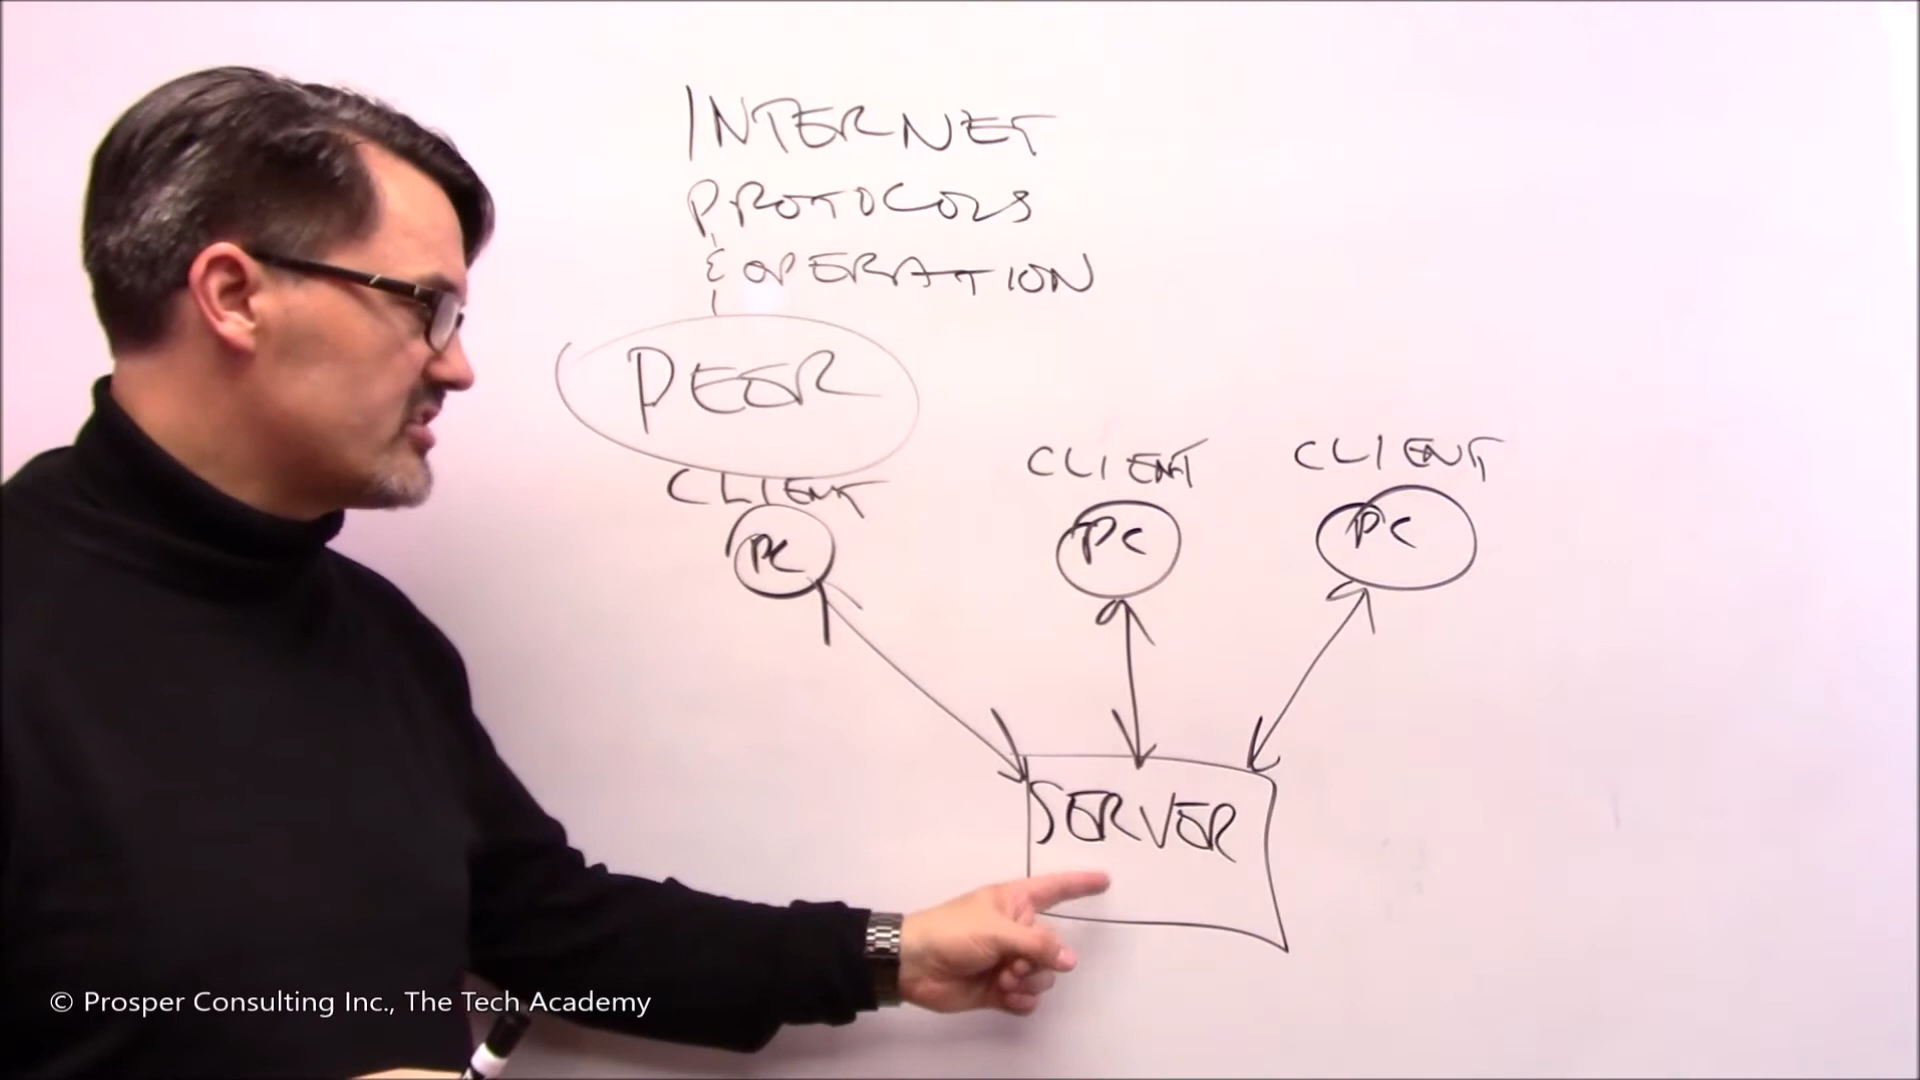 INTERNET
PROTOCOLS
& OPERATION
PEER
CLIENT CLIENT CLIENT
PC PC PC
SERVER
© Prosper Consulting Inc., The Tech Academy